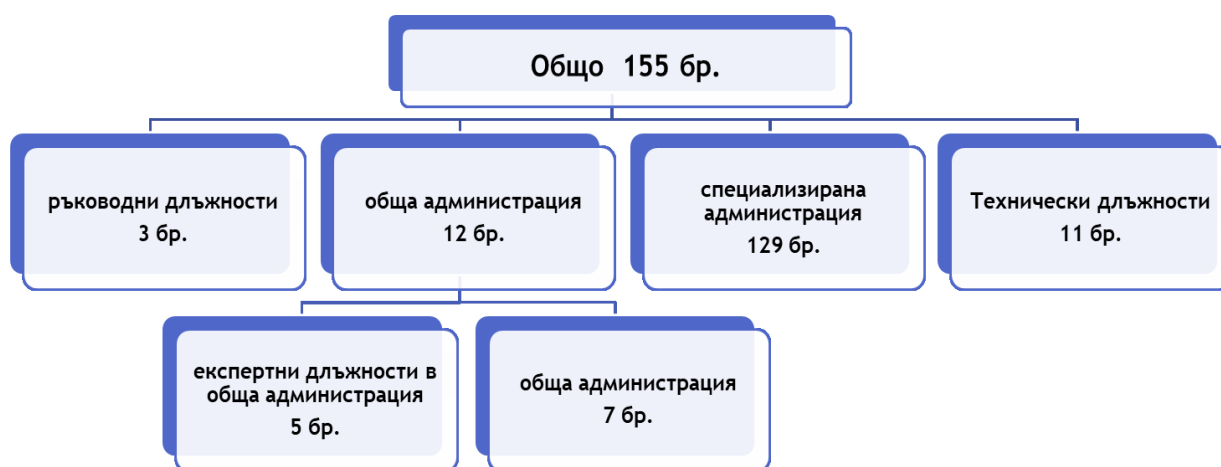 Общо 155 бр.
ръководни длъжности
3 бр.
обща администрация
12 бр.
специализирана
администрация
129 бр.
Технически длъжности
11 бр.
експертни длъжности в
обща администрация
5 бр.
обща администрация
7 бр.